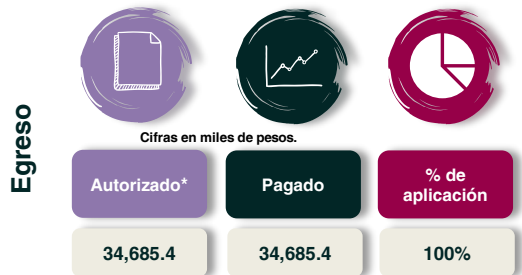 Egreso
Cifras en miles de pesos.
Autorizado*
Pagado
% de
aplicación
34,685.4
34,685.4
100%